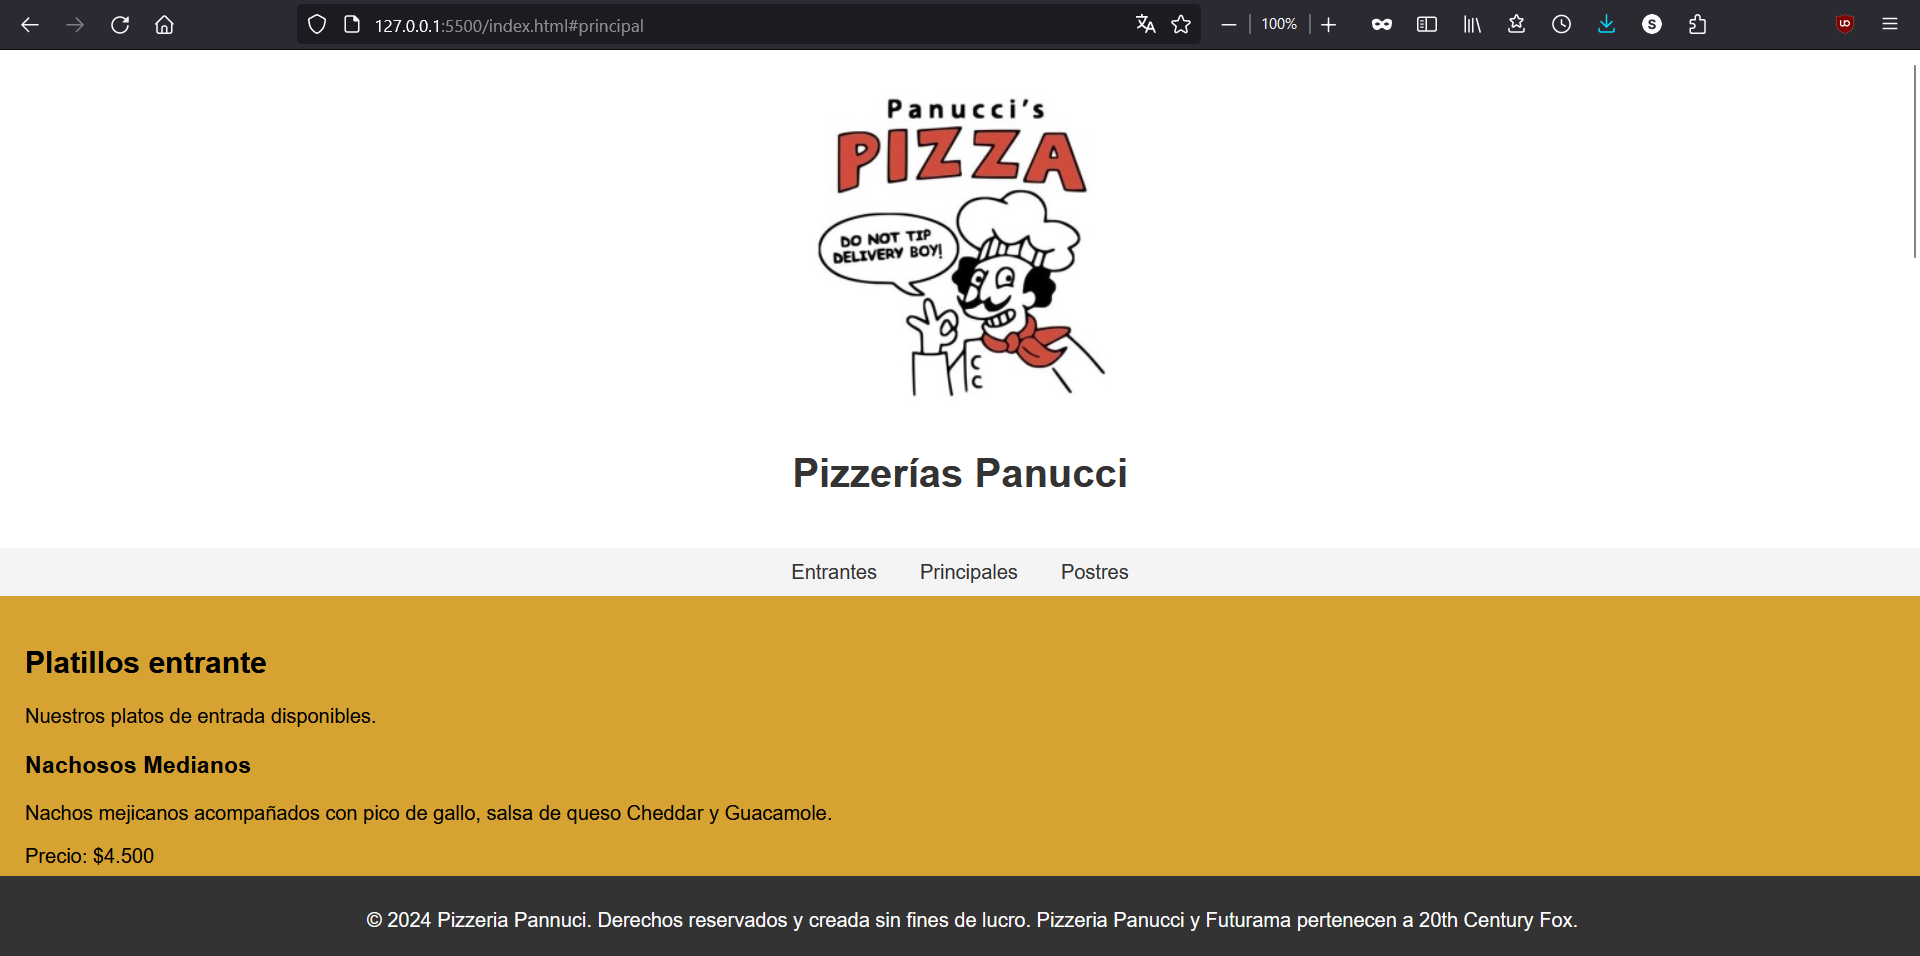 127.0.0.1:5500/index.html#principal
100%
S
Panucci's
PIZZA
DO NOT TIP
DELIVERY BOY!
Pizzerías Panucci
Entrantes Principales Postres
Platillos entrante
Nuestros platos de entrada disponibles.
Nachosos Medianos
Nachos mejicanos acompañados con pico de gallo, salsa de queso Cheddar y Guacamole.
Precio: $4.500
© 2024 Pizzeria Pannuci. Derechos reservados y creada sin fines de lucro. Pizzeria Panucci y Futurama pertenecen a 20th Century Fox.